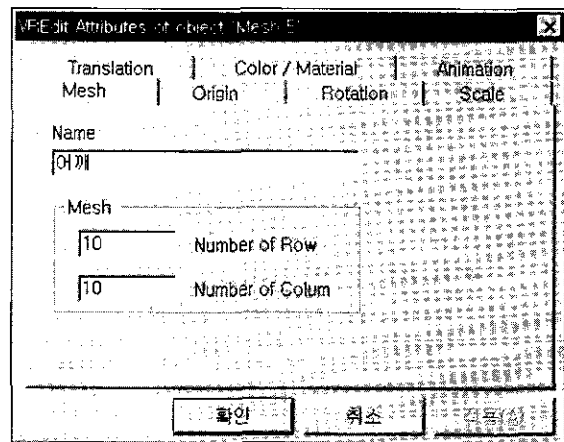 VREdit Attributes of object 'Mesh 5'
Translation Color / Material Animation
Mesh Origin Rotation Scale
Name
어깨
Mesh
10 Number of Row
10 Number of Colum
확인 취소